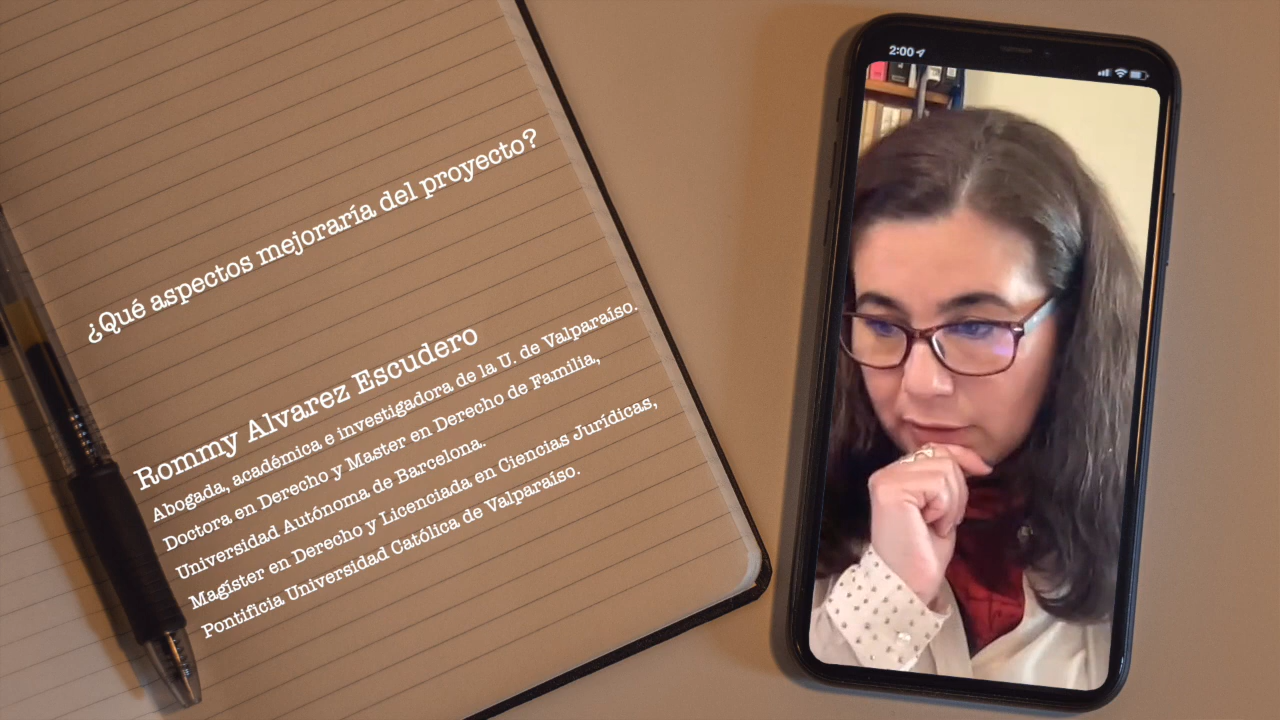 ¿Qué aspectos mejoraría del proyecto?
Rommy Alvarez Escudero
Abogada, académica e investigadora de la U. de Valparaíso.
Doctora en Derecho y Master en Derecho de Familia,
Universidad Autónoma de Barcelona.
Magíster en Derecho y Licenciada en Ciencias Jurídicas,
Pontificia Universidad Católica de Valparaíso.
2:00